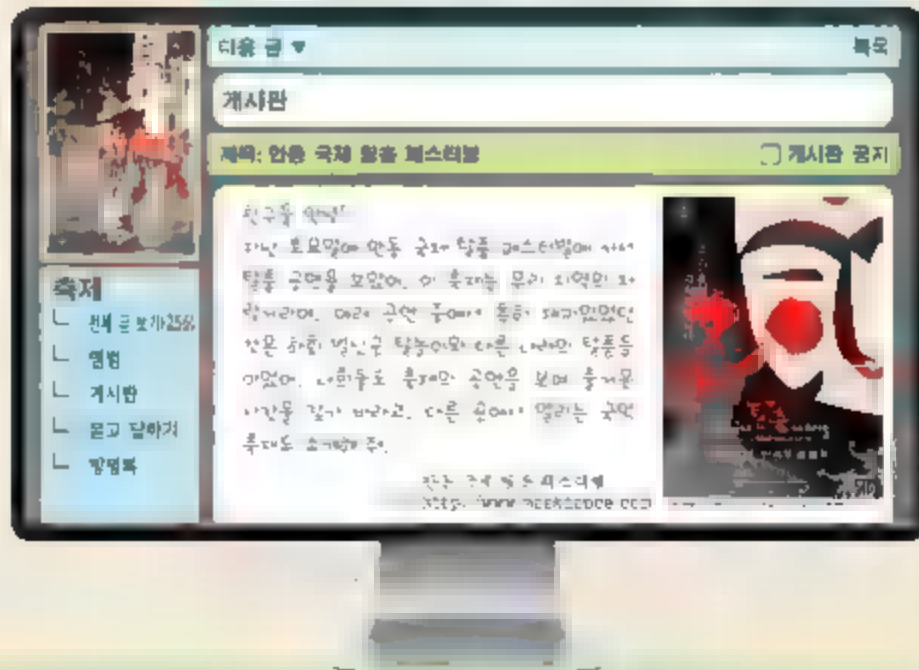 다음 글 ▼
목록
게시판
제목: 안동 국제 탈춤 페스티벌
게시판 공지
친구들 안녕?
지난 토요일에 안동 국제 탈춤 페스티벌에 가서
탈춤 공연을 보았어. 이 축제는 우리 지역의 자
랑거리야. 여러 공연 중에서 특히 재미있었던
것은 하회 별신굿 탈놀이와 다른 나라의 탈춤들
이었어. 너희들도 축제의 공연을 보며 즐거운
시간을 갖기 바라고, 다른 곳에서 열리는 지역
축제도 소개해 줘.
안동 국제 탈춤 페스티벌
http://www.maskdance.com
축제
전체 글 보기
앨범
게시판
묻고 답하기
방명록